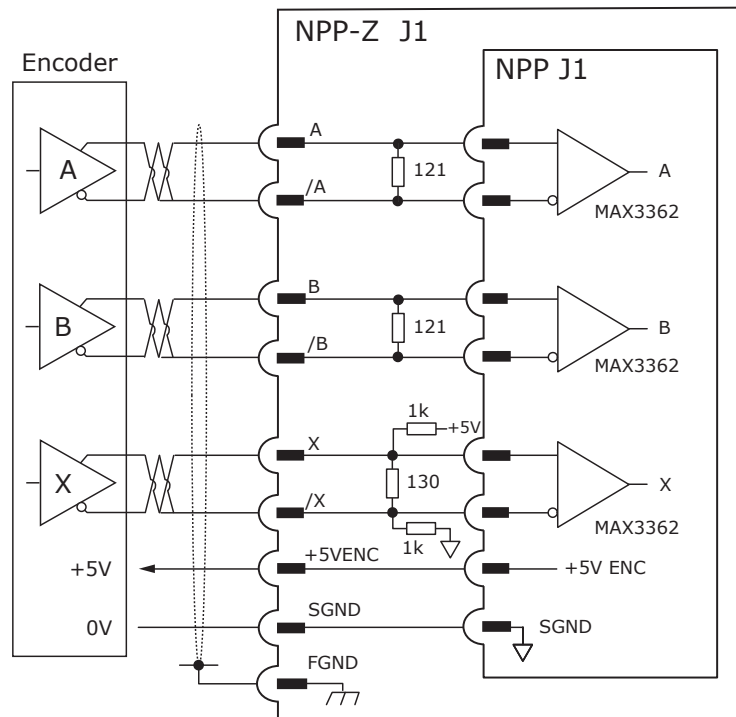 NPP-Z J1
Encoder
NPP J1
A
A
121
A
/A
MAX3362
B
B
121
B
/B
MAX3362
1k
+5V
X
X
130
X
/X
MAX3362
1k
+5V
+5VENC
+5V ENC
0V
SGND
SGND
FGND